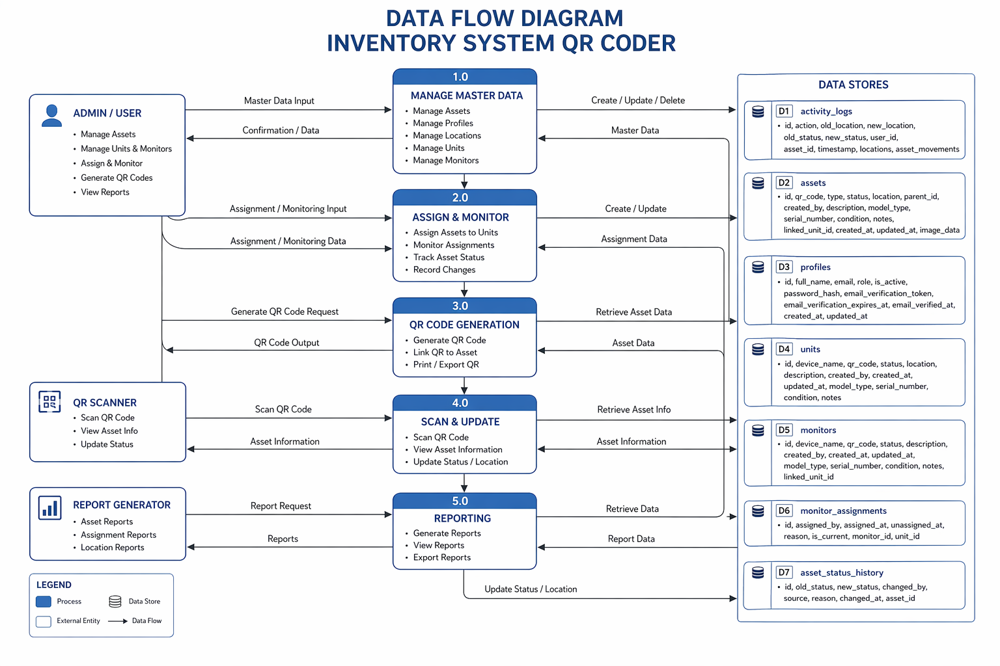 DATA FLOW DIAGRAM
INVENTORY SYSTEM QR CODER
ADMIN / USER
• Manage Assets
• Manage Units & Monitors
• Assign & Monitor
• Generate QR Codes
• View Reports
QR SCANNER
• Scan QR Code
• View Asset Info
• Update Status
REPORT GENERATOR
• Asset Reports
• Assignment Reports
• Location Reports
LEGEND
Process
Data Store
External Entity
Data Flow
Master Data Input
Confirmation / Data
Assignment / Monitoring Input
Assignment / Monitoring Data
Generate QR Code Request
QR Code Output
Scan QR Code
Asset Information
Report Request
Reports
1.0
MANAGE MASTER DATA
• Manage Assets
• Manage Profiles
• Manage Locations
• Manage Units
• Manage Monitors
2.0
ASSIGN & MONITOR
• Assign Assets to Units
• Monitor Assignments
• Track Asset Status
• Record Changes
3.0
QR CODE GENERATION
• Generate QR Code
• Link QR to Asset
• Print / Export QR
4.0
SCAN & UPDATE
• Scan QR Code
• View Asset Information
• Update Status / Location
5.0
REPORTING
• Generate Reports
• View Reports
• Export Reports
Create / Update / Delete
Master Data
Create / Update
Assignment Data
Retrieve Asset Data
Asset Data
Retrieve Asset Info
Asset Information
Retrieve Data
Report Data
Update Status / Location
DATA STORES
D1 activity_logs
• id, action, old_location, new_location,
old_status, new_status, user_id,
asset_id, timestamp, locations, asset_movements
D2 assets
• id, qr_code, type, status, location, parent_id,
created_by, description, model_type,
serial_number, condition, notes,
linked_unit_id, created_at, updated_at, image_data
D3 profiles
• id, full_name, email, role, is_active,
password_hash, email_verification_token,
email_verification_expires_at, email_verified_at,
created_at, updated_at
D4 units
• id, device_name, qr_code, status, location,
description, created_by, created_at,
updated_at, model_type, serial_number,
condition, notes
D5 monitors
• id, device_name, qr_code, status, description,
created_by, created_at, updated_at,
model_type, serial_number, condition, notes,
linked_unit_id
D6 monitor_assignments
• id, assigned_by, assigned_at, unassigned_at,
reason, is_current, monitor_id, unit_id
D7 asset_status_history
• id, old_status, new_status, changed_by,
source, reason, changed_at, asset_id